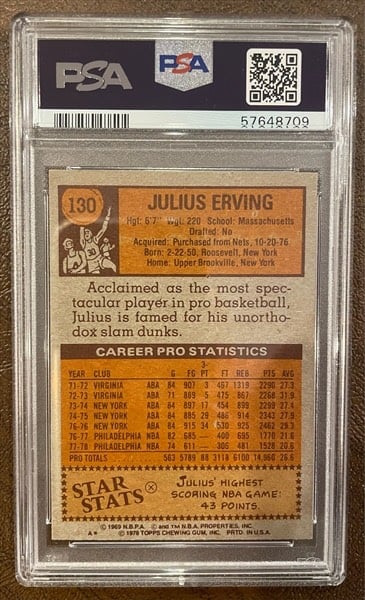 PSA
PSA
57648709
130
JULIUS ERVING
Hgt: 6'7" Wgt: 220 School: Massachusetts
Drafted: No
Acquired: Purchased from Nets, 10-20-76
Born: 2-22-50, Roosevelt, New York
Home: Upper Brookville, New York
Acclaimed as the most spec-
tacular player in pro basketball,
Julius is famed for his unortho-
dox slam dunks.
CAREER PRO STATISTICS
3-
YEAR CLUB G FG PT FT REB. PTS AVG
71-72 VIRGINIA ABA 84 907 3 467 1319 2290 27.3
72-73 VIRGINIA ABA 71 889 5 475 867 2268 31.9
73-74 NEW YORK ABA 84 897 17 454 899 2299 27.4
74-75 NEW YORK ABA 84 885 29 486 914 2343 27.9
75-76 NEW YORK ABA 84 915 34 530 925 2462 29.3
76-77 PHILADELPHIA NBA 82 685 --- 400 695 1770 21.6
77-78 PHILADELPHIA NBA 74 611 --- 306 481 1528 20.6
PRO TOTALS 563 5789 88 3118 6100 14,960 26.6
STAR
STATS
JULIUS' HIGHEST
SCORING NBA GAME:
43 POINTS.
© 1969 N.B.P.A. © and ™ N.B.A. PROPERTIES, INC.
A* © 1978 TOPPS CHEWING GUM, INC. PRTD. IN U.S.A.